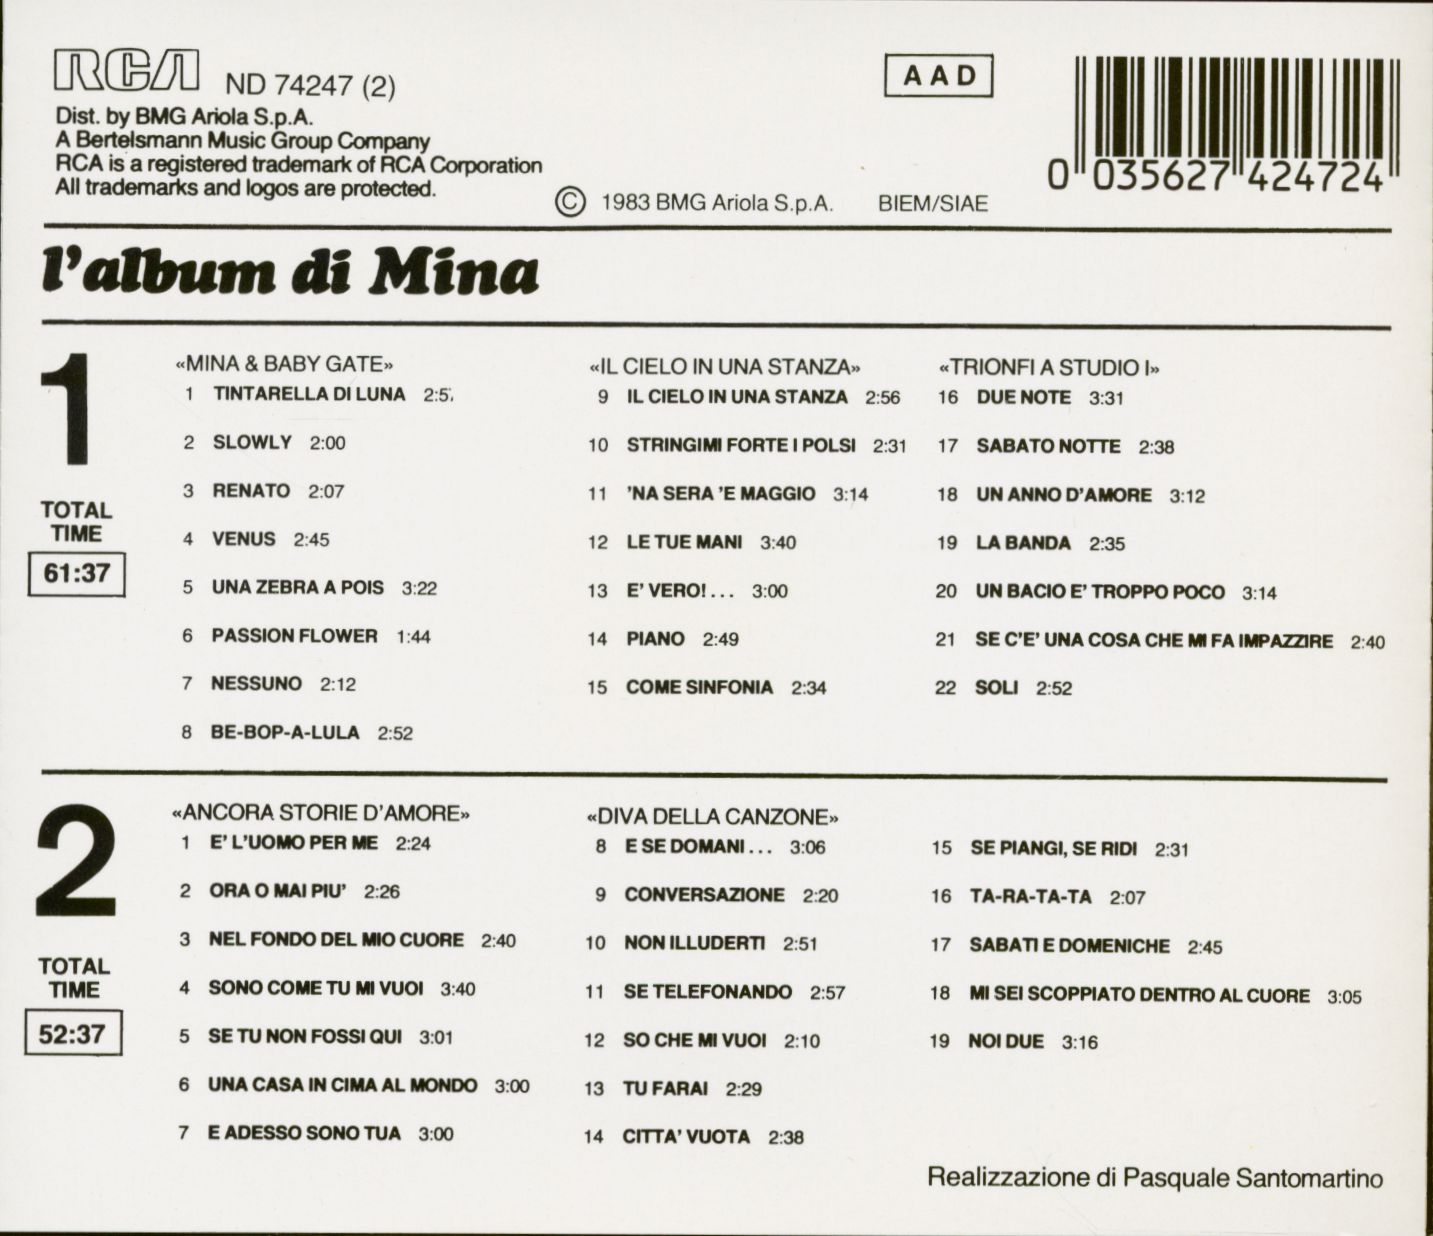 RCA ND 74247 (2)
Dist. by BMG Ariola S.p.A.
A Bertelsmann Music Group Company
RCA is a registered trademark of RCA Corporation
All trademarks and logos are protected.
© 1983 BMG Ariola S.p.A. BIEM/SIAE
AAD
0 035627 424724
l'album di Mina
1
TOTAL
TIME
61:37
«MINA & BABY GATE»
1 TINTARELLA DI LUNA
2 SLOWLY 2:00
3 RENATO 2:07
4 VENUS 2:45
5 UNA ZEBRA A POIS 3:22
6 PASSION FLOWER 1:44
7 NESSUNO 2:12
8 BE-BOP-A-LULA 2:52
«IL CIELO IN UNA STANZA»
9 IL CIELO IN UNA STANZA 2:56
10 STRINGIMI FORTE I POLSI 2:31
11 'NA SERA 'E MAGGIO 3:14
12 LE TUE MANI 3:40
13 E' VERO!... 3:00
14 PIANO 2:49
15 COME SINFONIA 2:34
«TRIONFI A STUDIO I»
16 DUE NOTE 3:31
17 SABATO NOTTE 2:38
18 UN ANNO D'AMORE 3:12
19 LA BANDA 2:35
20 UN BACIO E' TROPPO POCO 3:14
21 SE C'E' UNA COSA CHE MI FA IMPAZZIRE 2:40
22 SOLI 2:52
2
TOTAL
TIME
52:37
«ANCORA STORIE D'AMORE»
1 E' L'UOMO PER ME 2:24
2 ORA O MAI PIU' 2:26
3 NEL FONDO DEL MIO CUORE 2:40
4 SONO COME TU MI VUOI 3:40
5 SE TU NON FOSSI QUI 3:01
6 UNA CASA IN CIMA AL MONDO 3:00
7 E ADESSO SONO TUA 3:00
«DIVA DELLA CANZONE»
8 E SE DOMANI... 3:06
9 CONVERSAZIONE 2:20
10 NON ILLUDERTI 2:51
11 SE TELEFONANDO 2:57
12 SO CHE MI VUOI 2:10
13 TU FARAI 2:29
14 CITTA' VUOTA 2:38
15 SE PIANGI, SE RIDI 2:31
16 TA-RA-TA-TA 2:07
17 SABATI E DOMENICHE 2:45
18 MI SEI SCOPPIATO DENTRO AL CUORE 3:05
19 NOI DUE 3:16
Realizzazione di Pasquale Santomartino